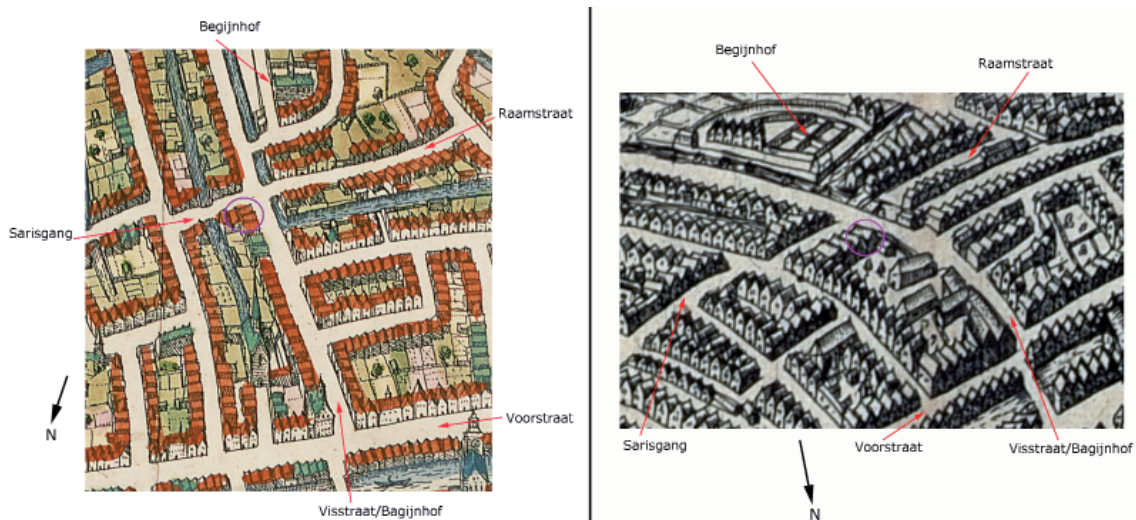 Begijnhof
Raamstraat
Sarisgang
Voorstraat
Visstraat/Bagijnhof
N
Begijnhof
Raamstraat
Sarisgang
Voorstraat
Visstraat/Bagijnhof
N